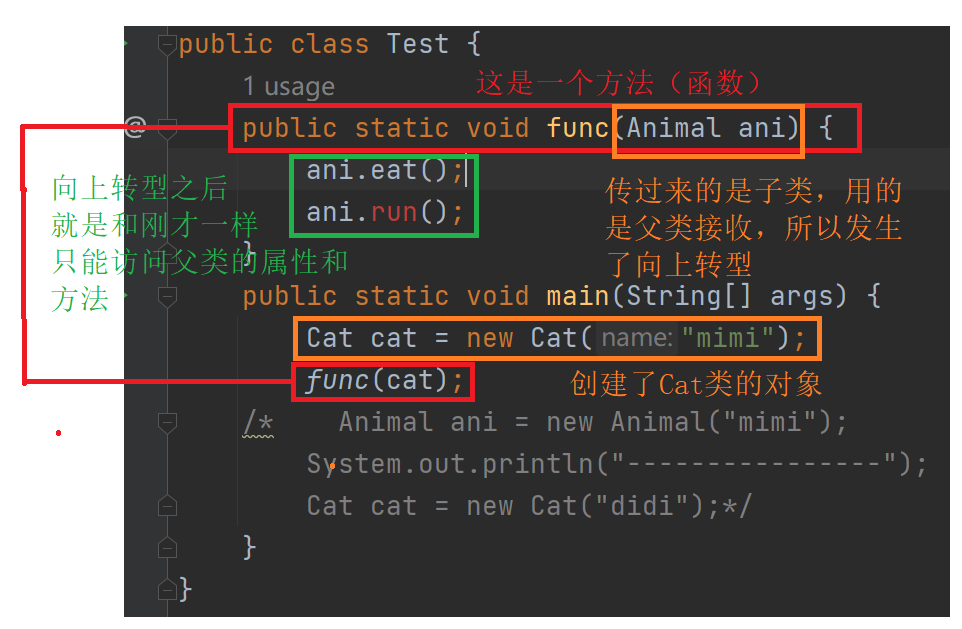 public class Test {
1 usage
这是一个方法（函数）
@
public static void func(Animal ani) {
ani.eat();
ani.run();
}
向上转型之后
就是和刚才一样
只能访问父类的属性和
方法
传过来的是子类，用的
是父类接收，所以发生
了向上转型
public static void main(String[] args) {
Cat cat = new Cat( name: "mimi");
func(cat);
创建了Cat类的对象
/* Animal ani = new Animal("mimi");
System.out.println("----------------");
Cat cat = new Cat("didi");*/
}
}